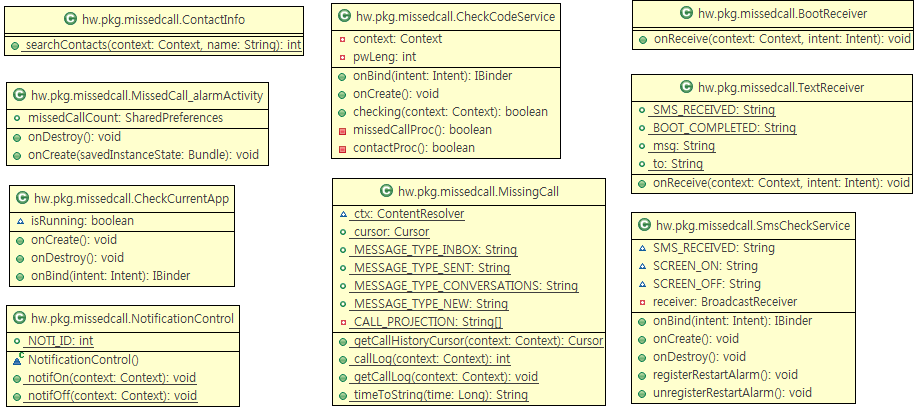 hw.pkg.missedcall.ContactInfo
searchContacts(context: Context, name: String): int
hw.pkg.missedcall.MissedCall_alarmActivity
missedCallCount: SharedPreferences
onDestroy(): void
onCreate(savedInstanceState: Bundle): void
hw.pkg.missedcall.CheckCurrentApp
isRunning: boolean
onCreate(): void
onDestroy(): void
onBind(intent: Intent): IBinder
hw.pkg.missedcall.NotificationControl
NOTI_ID: int
NotificationControl()
notifOn(context: Context): void
notifOff(context: Context): void
hw.pkg.missedcall.CheckCodeService
context: Context
pwLeng: int
onBind(intent: Intent): IBinder
onCreate(): void
checking(context: Context): boolean
missedCallProc(): boolean
contactProc(): boolean
hw.pkg.missedcall.MissingCall
ctx: ContentResolver
cursor: Cursor
MESSAGE_TYPE_INBOX: String
MESSAGE_TYPE_SENT: String
MESSAGE_TYPE_CONVERSATIONS: String
MESSAGE_TYPE_NEW: String
CALL_PROJECTION: String[]
getCallHistoryCursor(context: Context): Cursor
callLog(context: Context): int
getCallLog(context: Context): void
timeToString(time: Long): String
hw.pkg.missedcall.BootReceiver
onReceive(context: Context, intent: Intent): void
hw.pkg.missedcall.TextReceiver
SMS_RECEIVED: String
BOOT_COMPLETED: String
msg: String
to: String
onReceive(context: Context, intent: Intent): void
hw.pkg.missedcall.SmsCheckService
SMS_RECEIVED: String
SCREEN_ON: String
SCREEN_OFF: String
receiver: BroadcastReceiver
onBind(intent: Intent): IBinder
onCreate(): void
onDestroy(): void
registerRestartAlarm(): void
unregisterRestartAlarm(): void